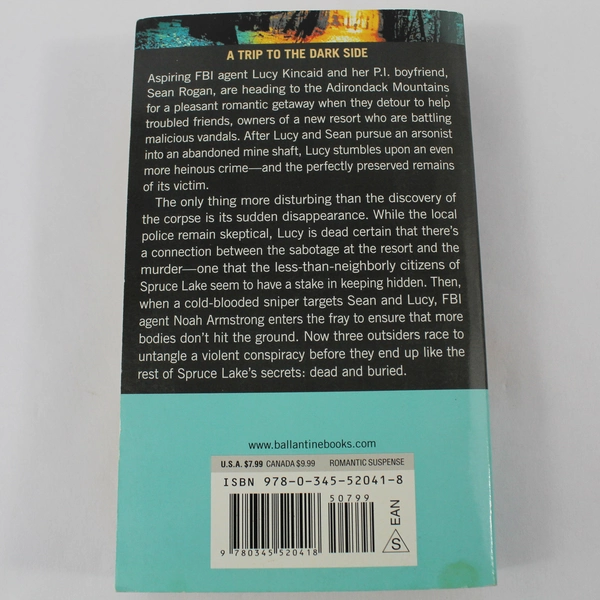 A TRIP TO THE DARK SIDE
Aspiring FBI agent Lucy Kincaid and her P.I. boyfriend,
Sean Rogan, are heading to the Adirondack Mountains
for a pleasant romantic getaway when they detour to help
troubled friends, owners of a new resort who are battling
malicious vandals. After Lucy and Sean pursue an arsonist
into an abandoned mine shaft, Lucy stumbles upon an even
more heinous crime—and the perfectly preserved remains
of its victim.
The only thing more disturbing than the discovery of
the corpse is its sudden disappearance. While the local
police remain skeptical, Lucy is dead certain that there's
a connection between the sabotage at the resort and the
murder—one that the less-than-neighborly citizens of
Spruce Lake seem to have a stake in keeping hidden. Then,
when a cold-blooded sniper targets Sean and Lucy, FBI
agent Noah Armstrong enters the fray to ensure that more
bodies don't hit the ground. Now three outsiders race to
untangle a violent conspiracy before they end up like the
rest of Spruce Lake's secrets: dead and buried.
www.ballantinebooks.com
U.S.A. $7.99 CANADA $9.99 ROMANTIC SUSPENSE
ISBN 978-0-345-52041-8
50799
9 780345 520418
S EAN